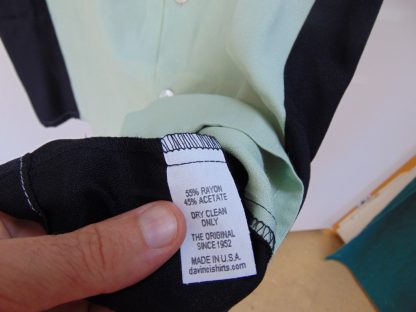 55% RAYON
45% ACETATE
DRY CLEAN
ONLY
THE ORIGINAL
SINCE 1952
MADE IN U.S.A.
davincishirts.com